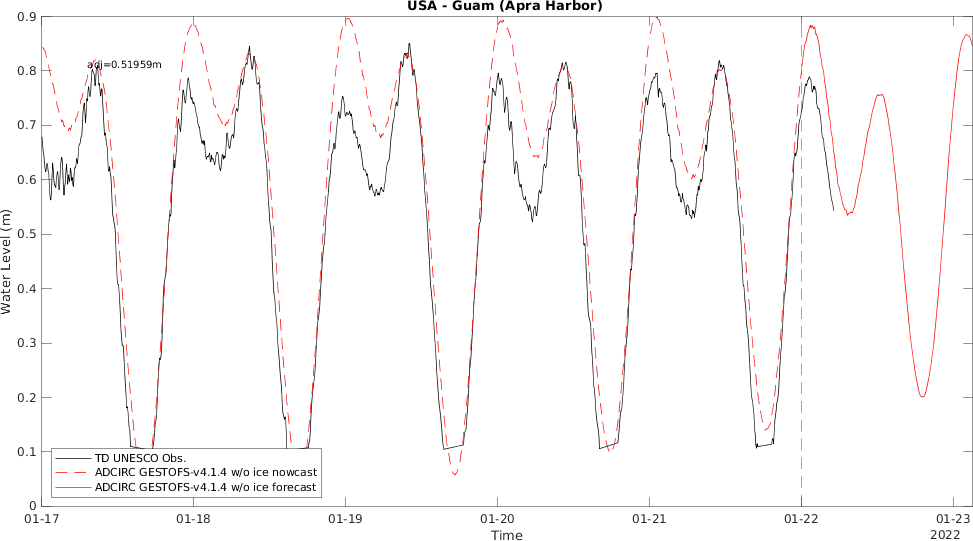 USA - Guam (Apra Harbor)
0.9
0.8
0.7
0.6
0.5
0.4
0.3
0.2
0.1
0
Water Level (m)
adj=0.51959m
TD UNESCO Obs.
ADCIRC GESTOFS-v4.1.4 w/o ice nowcast
ADCIRC GESTOFS-v4.1.4 w/o ice forecast
01-17 01-18 01-19 01-20 01-21 01-22 01-23
Time
2022